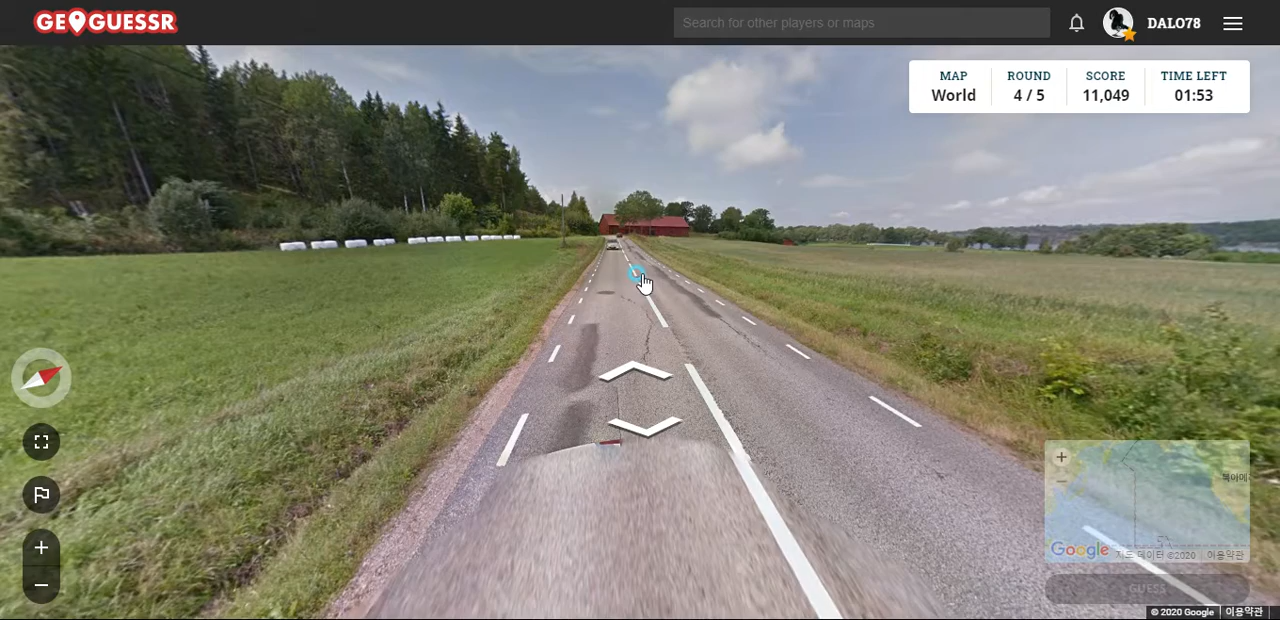 GEOGUESSR
Search for other players or maps
DALO78
MAP
World
ROUND
4 / 5
SCORE
11,049
TIME LEFT
01:53
북아메
Google
지도 데이터 ©2020
이용약관
GUESS
© 2020 Google
이용약관